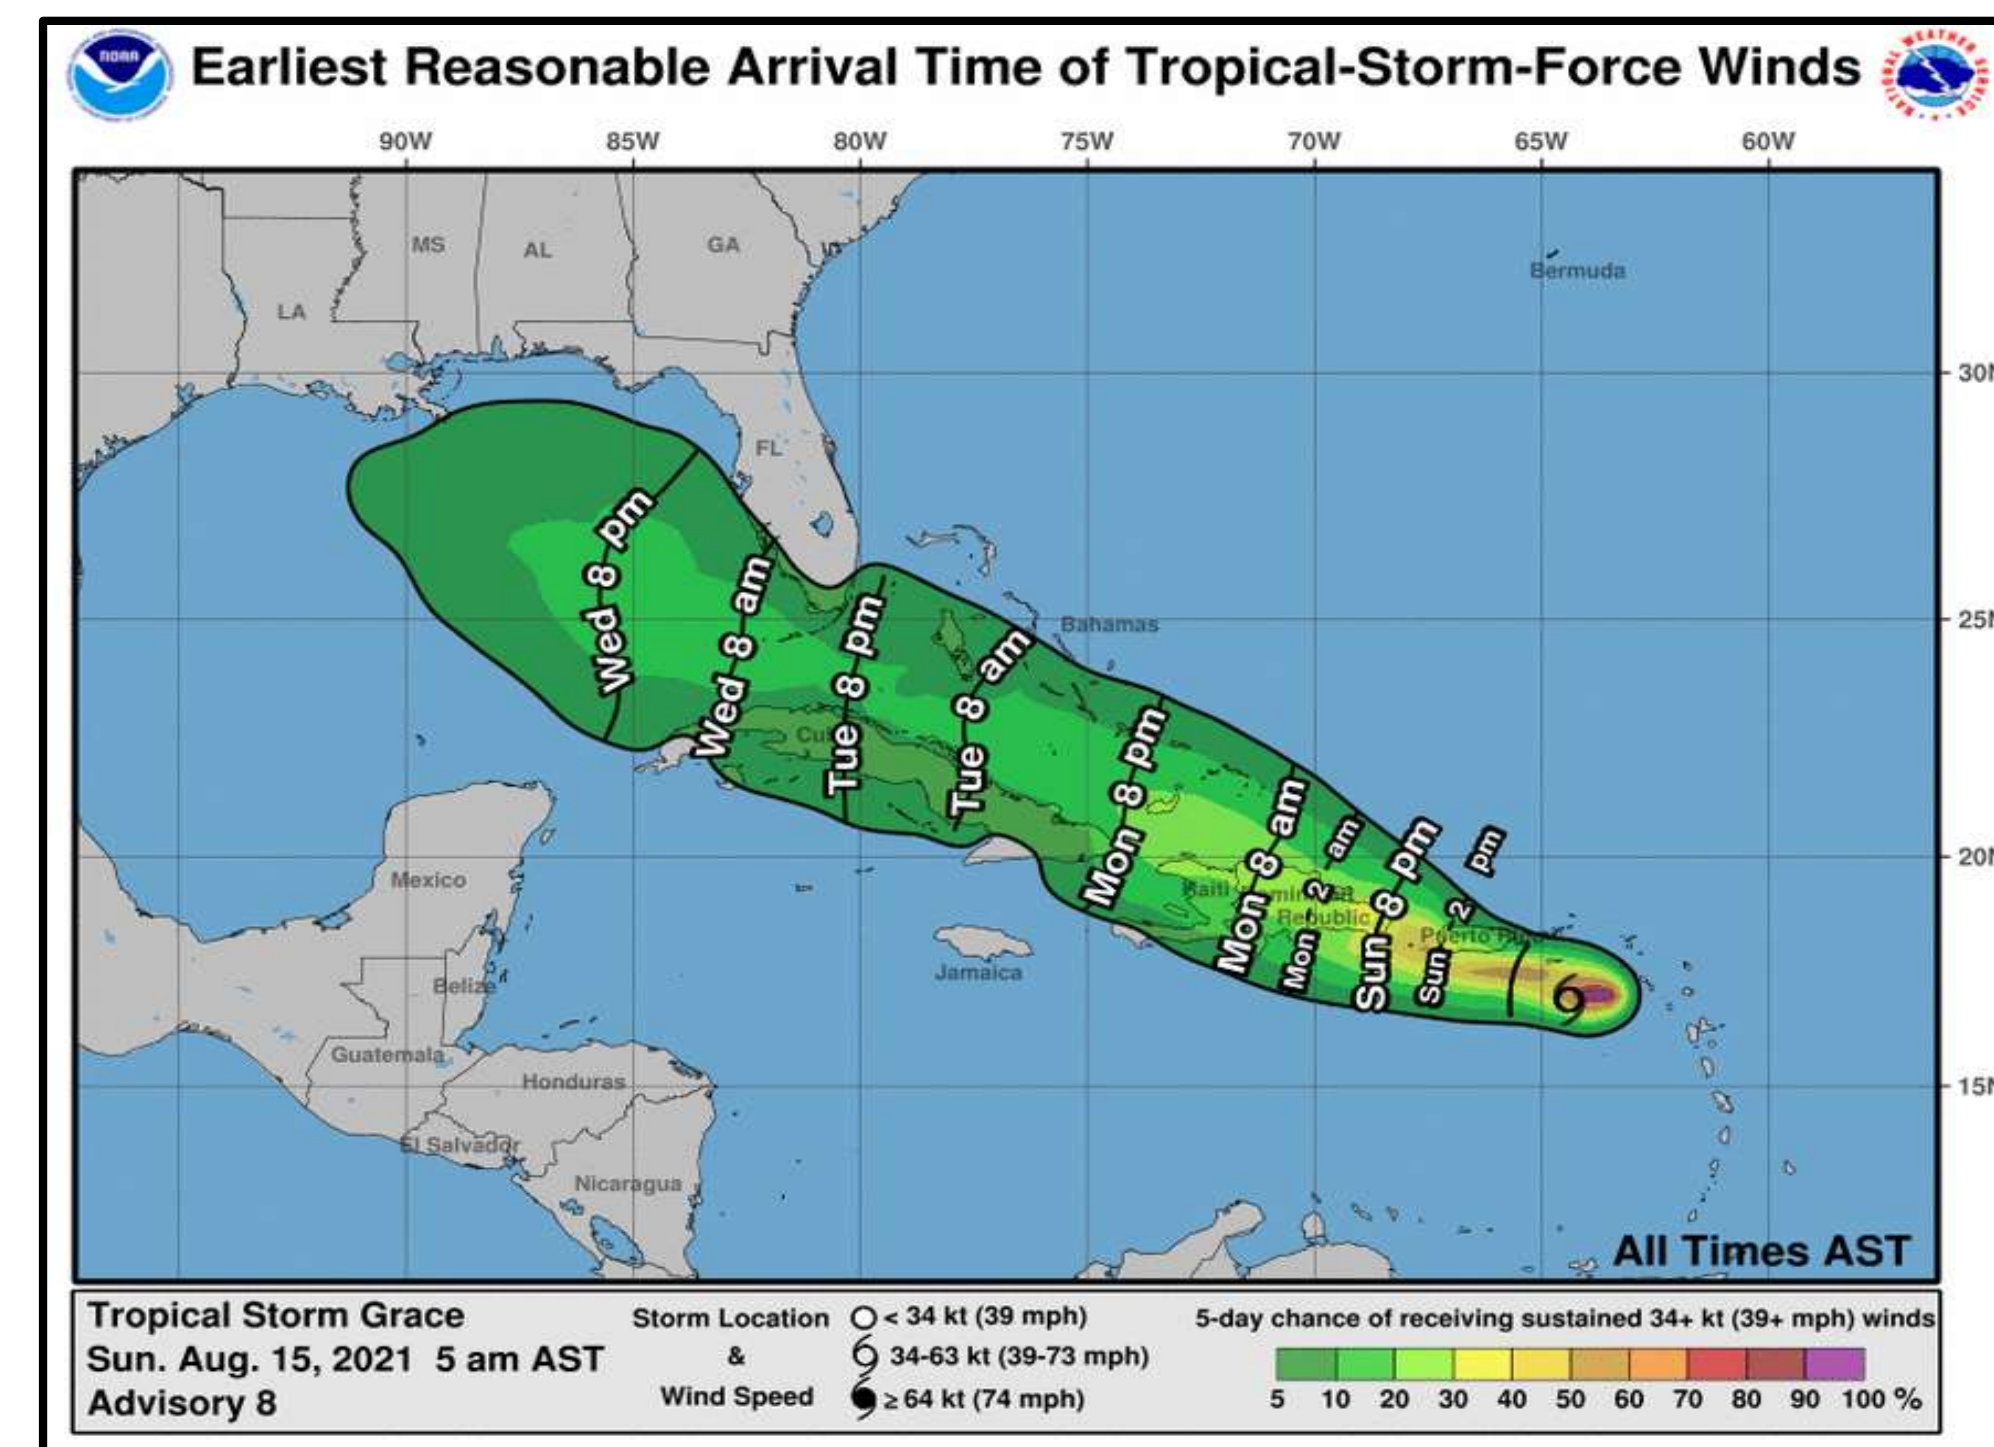 NOAA
Earliest Reasonable Arrival Time of Tropical-Storm-Force Winds
NATIONAL WEATHER SERVICE
90W 85W 80W 75W 70W 65W 60W
MS
AL
GA
LA
FL
Bermuda
30N
Wed 8 pm
Wed 8 am
Tue 8 pm
Tue 8 am
Bahamas
25N
Mon 8 pm
Mon 8 am
Mon 2 am
Sun 8 pm
Sun 2 pm
20N
Haiti
Republic
Puerto
Mexico
Jamaica
Belize
Guatemala
Honduras
15N
El Salvador
Nicaragua
All Times AST
Tropical Storm Grace
Sun. Aug. 15, 2021 5 am AST
Advisory 8
Storm Location
&
Wind Speed
< 34 kt (39 mph)
34-63 kt (39-73 mph)
≥ 64 kt (74 mph)
5-day chance of receiving sustained 34+ kt (39+ mph) winds
5 10 20 30 40 50 60 70 80 90 100 %